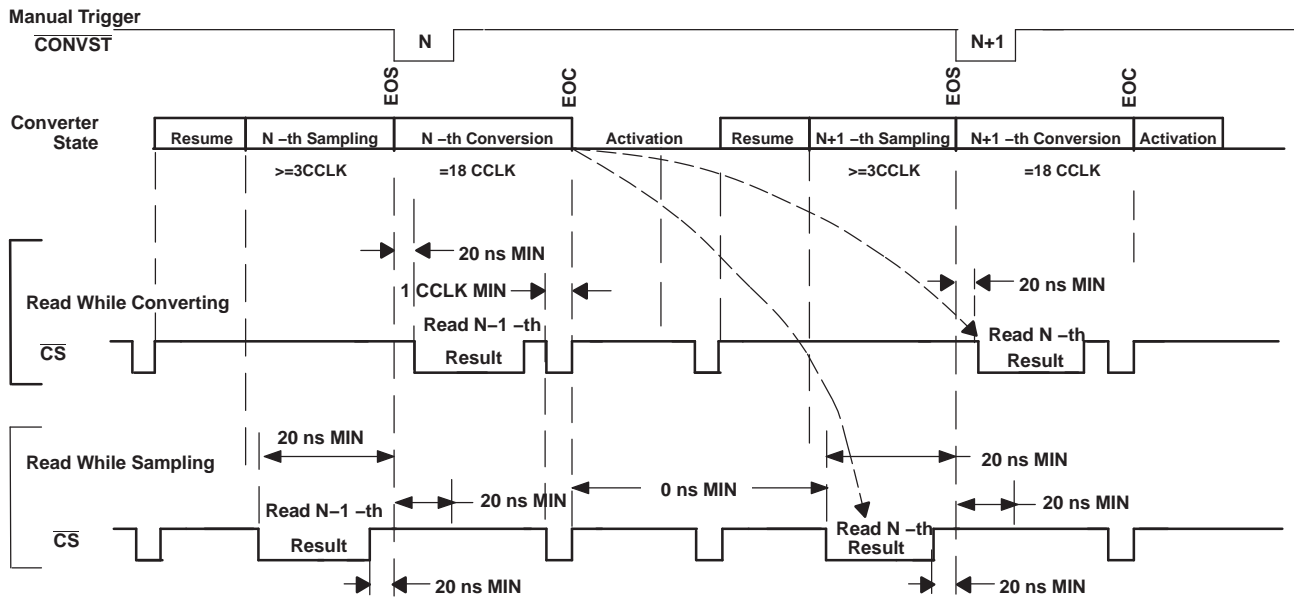 Manual Trigger
CONVST
N
N+1
EOS
EOC
EOS
EOC
Converter
State
Resume
N –th Sampling
N –th Conversion
Activation
Resume
N+1 –th Sampling
N+1 –th Conversion
Activation
>=3CCLK
=18 CCLK
>=3CCLK
=18 CCLK
20 ns MIN
20 ns MIN
1 CCLK MIN
Read While Converting
Read N–1 –th
Result
Read N –th
Result
CS
20 ns MIN
20 ns MIN
Read While Sampling
0 ns MIN
20 ns MIN
20 ns MIN
Read N–1 –th
Result
Read N –th
Result
CS
20 ns MIN
20 ns MIN